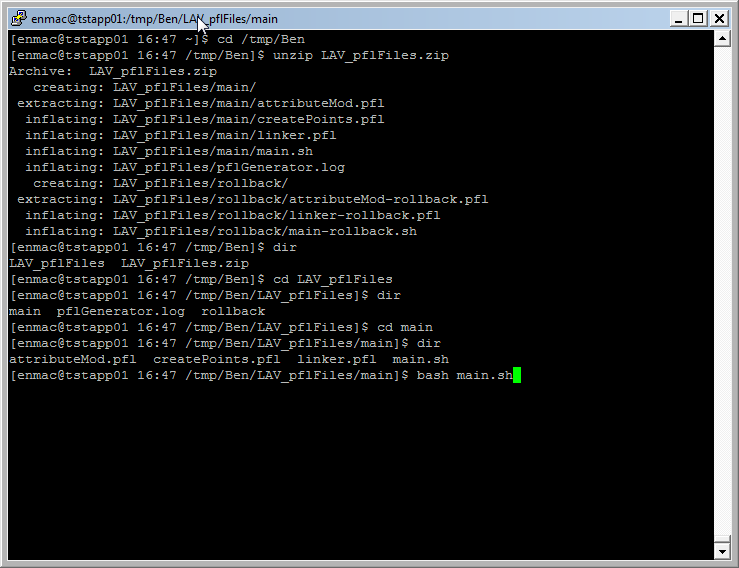 enmac@tstapp01:/tmp/Ben/LAV_pflFiles/main
[enmac@tstapp01 16:47 ~]$ cd /tmp/Ben
[enmac@tstapp01 16:47 /tmp/Ben]$ unzip LAV_pflFiles.zip
Archive:  LAV_pflFiles.zip
   creating: LAV_pflFiles/main/
 extracting: LAV_pflFiles/main/attributeMod.pfl
  inflating: LAV_pflFiles/main/createPoints.pfl
  inflating: LAV_pflFiles/main/linker.pfl
  inflating: LAV_pflFiles/main/main.sh
  inflating: LAV_pflFiles/pflGenerator.log
   creating: LAV_pflFiles/rollback/
 extracting: LAV_pflFiles/rollback/attributeMod-rollback.pfl
  inflating: LAV_pflFiles/rollback/linker-rollback.pfl
  inflating: LAV_pflFiles/rollback/main-rollback.sh
[enmac@tstapp01 16:47 /tmp/Ben]$ dir
LAV_pflFiles  LAV_pflFiles.zip
[enmac@tstapp01 16:47 /tmp/Ben]$ cd LAV_pflFiles
[enmac@tstapp01 16:47 /tmp/Ben/LAV_pflFiles]$ dir
main  pflGenerator.log  rollback
[enmac@tstapp01 16:47 /tmp/Ben/LAV_pflFiles]$ cd main
[enmac@tstapp01 16:47 /tmp/Ben/LAV_pflFiles/main]$ dir
attributeMod.pfl  createPoints.pfl  linker.pfl  main.sh
[enmac@tstapp01 16:47 /tmp/Ben/LAV_pflFiles/main]$ bash main.sh